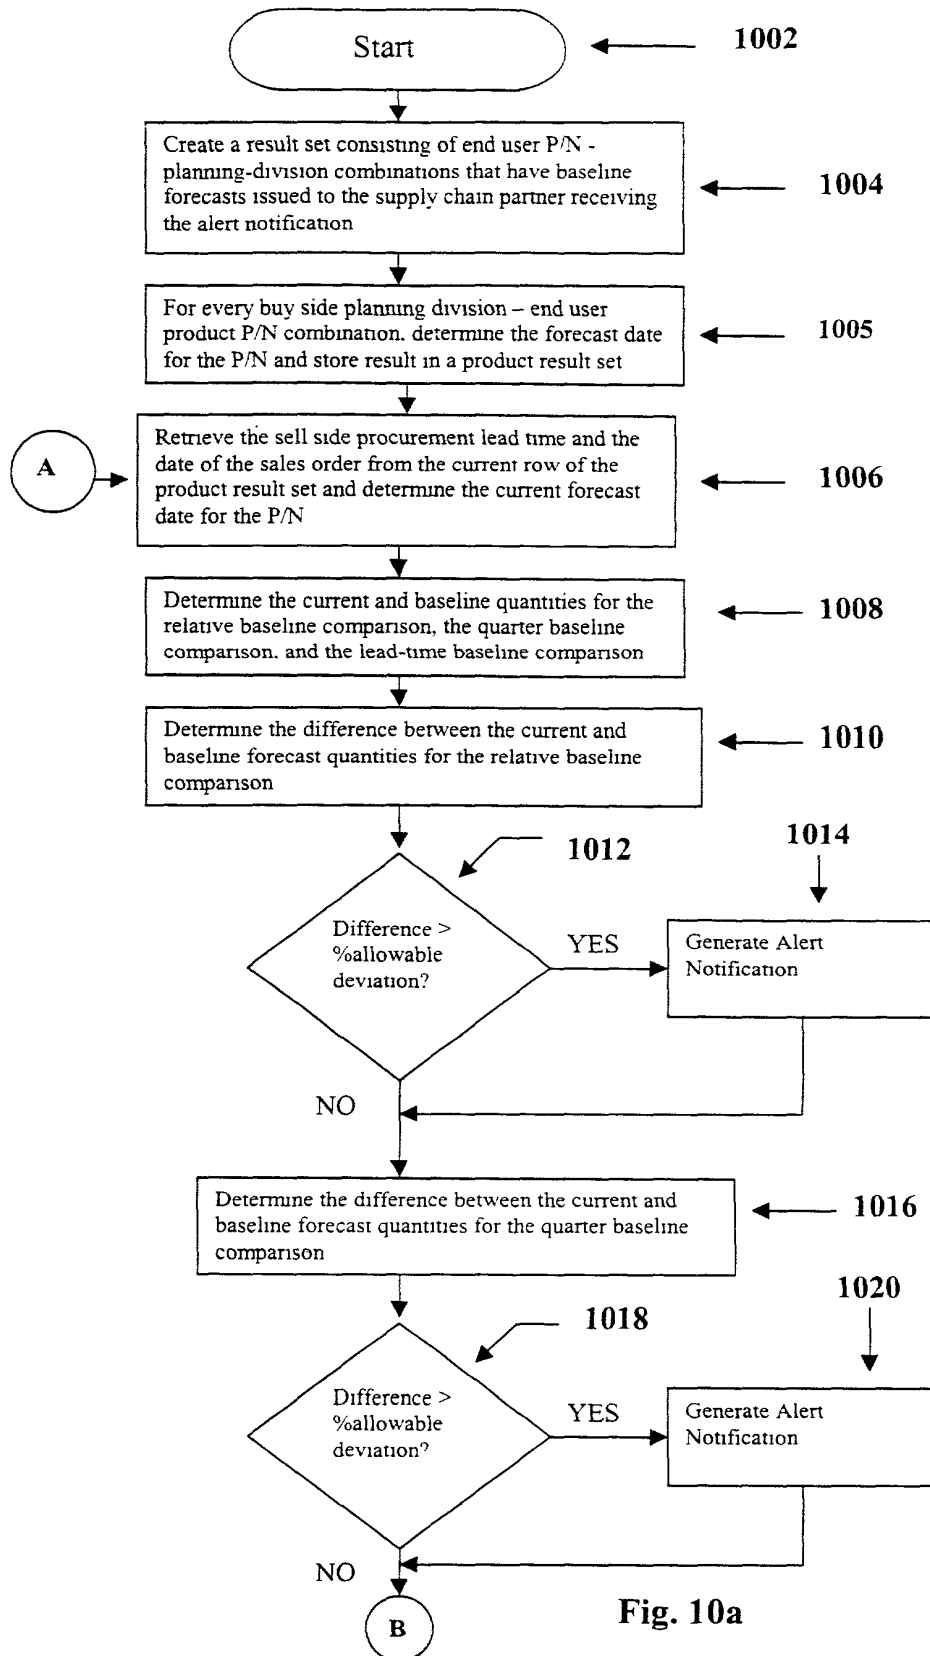 Start
1002
Create a result set consisting of end user P/N -
planning-division combinations that have baseline
forecasts issued to the supply chain partner receiving
the alert notification
1004
For every buy side planning division – end user
product P/N combination. determine the forecast date
for the P/N and store result in a product result set
1005
A
Retrieve the sell side procurement lead time and the
date of the sales order from the current row of the
product result set and determine the current forecast
date for the P/N
1006
Determine the current and baseline quantities for the
relative baseline comparison, the quarter baseline
comparison. and the lead-time baseline comparison
1008
Determine the difference between the current and
baseline forecast quantities for the relative baseline
comparison
1010
1012
1014
Difference >
%allowable
deviation?
YES
Generate Alert
Notification
NO
Determine the difference between the current and
baseline forecast quantities for the quarter baseline
comparison
1016
1018
1020
Difference >
%allowable
deviation?
YES
Generate Alert
Notification
NO
B
Fig. 10a